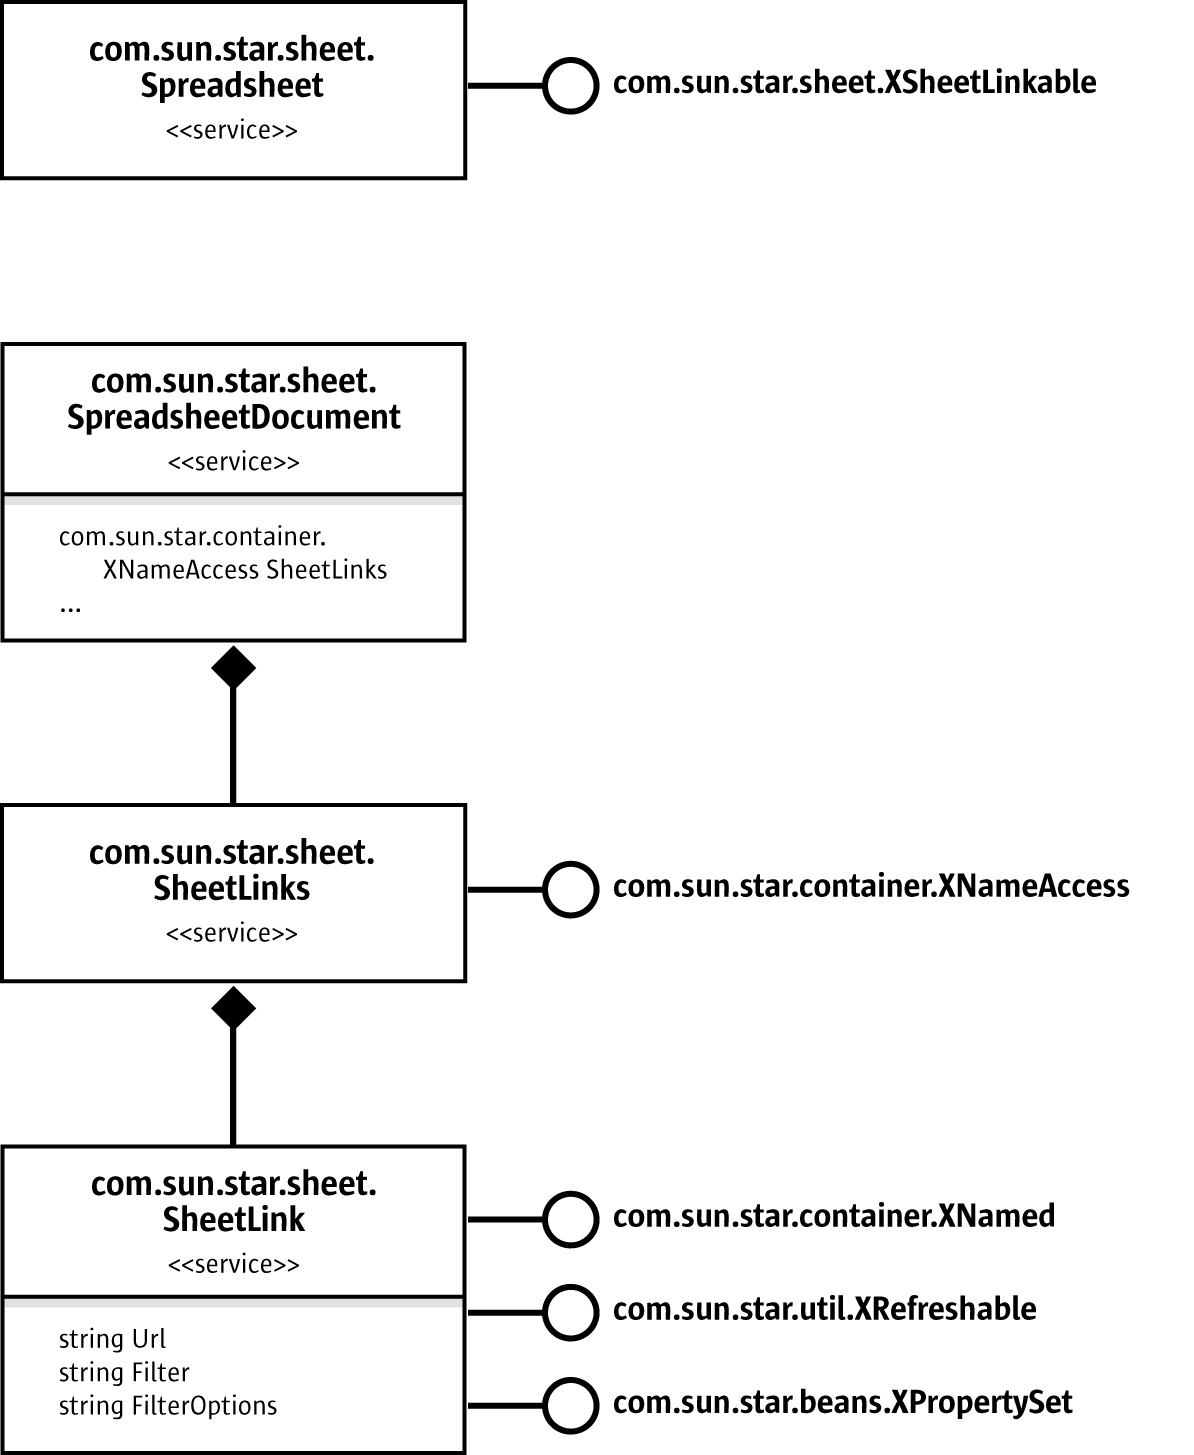 com.sun.star.sheet.
Spreadsheet
<<service>>
com.sun.star.sheet.XSheetLinkable
com.sun.star.sheet.
SpreadsheetDocument
<<service>>
com.sun.star.container.
XNameAccess SheetLinks
...
com.sun.star.sheet.
SheetLinks
<<service>>
com.sun.star.container.XNameAccess
com.sun.star.sheet.
SheetLink
<<service>>
string Url
string Filter
string FilterOptions
com.sun.star.container.XNamed
com.sun.star.util.XRefreshable
com.sun.star.beans.XPropertySet